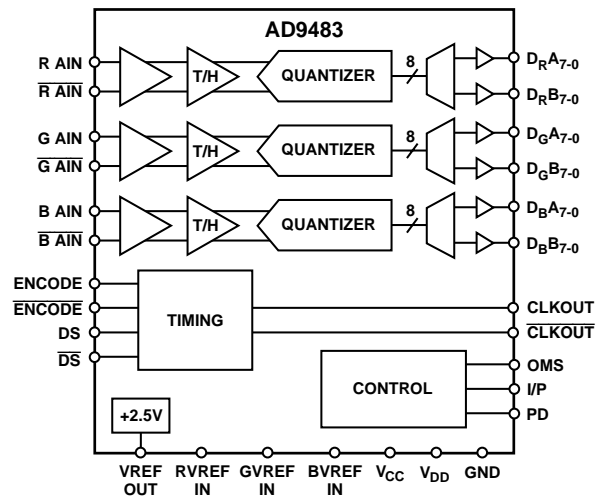 AD9483
R AIN
R AIN
T/H
QUANTIZER
8
DRA7-0
DRB7-0
G AIN
G AIN
T/H
QUANTIZER
8
DGA7-0
DGB7-0
B AIN
B AIN
T/H
QUANTIZER
8
DBA7-0
DBB7-0
ENCODE
ENCODE
DS
DS
TIMING
CLKOUT
CLKOUT
CONTROL
OMS
I/P
PD
+2.5V
VREF
OUT
RVREF
IN
GVREF
IN
BVREF
IN
VCC
VDD
GND